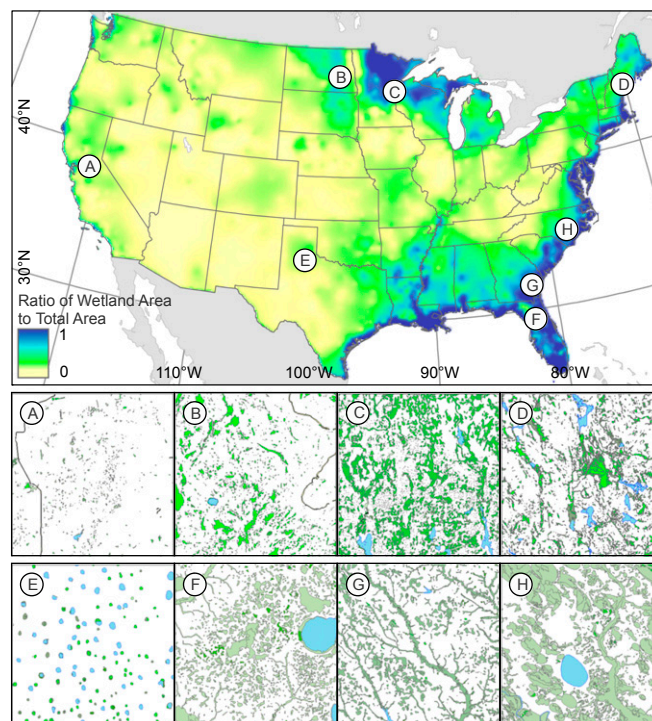 40°N
30°N
B
C
D
A
H
E
G
F
Ratio of Wetland Area
to Total Area
1
0
110°W
100°W
90°W
80°W
A
B
C
D
E
F
G
H